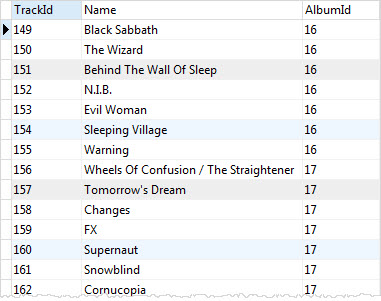 TrackId Name AlbumId
149 Black Sabbath 16
150 The Wizard 16
151 Behind The Wall Of Sleep 16
152 N.I.B. 16
153 Evil Woman 16
154 Sleeping Village 16
155 Warning 16
156 Wheels Of Confusion / The Straightener 17
157 Tomorrow's Dream 17
158 Changes 17
159 FX 17
160 Supernaut 17
161 Snowblind 17
162 Cornucopia 17